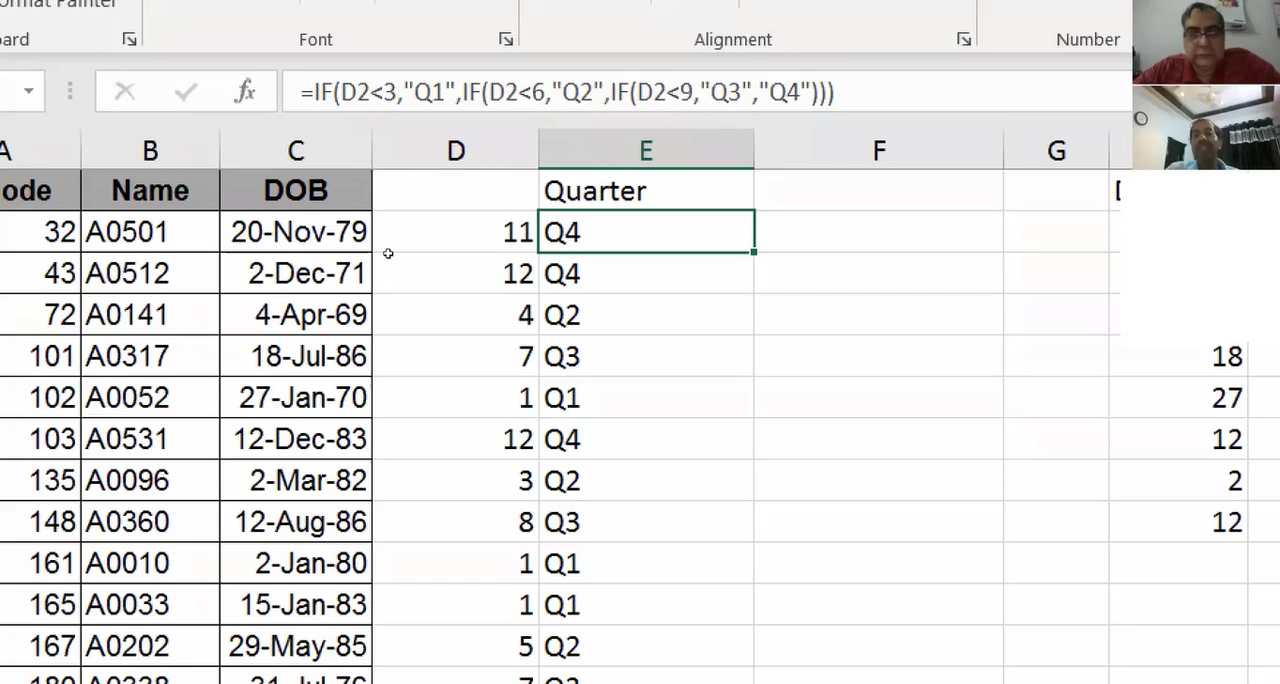 ormat Painter
oard Font Alignment Number
fx =IF(D2<3,"Q1",IF(D2<6,"Q2",IF(D2<9,"Q3","Q4")))
A B C D E F G
ode Name DOB Quarter
32 A0501 20-Nov-79 11 Q4
43 A0512 2-Dec-71 12 Q4
72 A0141 4-Apr-69 4 Q2
101 A0317 18-Jul-86 7 Q3 18
102 A0052 27-Jan-70 1 Q1 27
103 A0531 12-Dec-83 12 Q4 12
135 A0096 2-Mar-82 3 Q2 2
148 A0360 12-Aug-86 8 Q3 12
161 A0010 2-Jan-80 1 Q1
165 A0033 15-Jan-83 1 Q1
167 A0202 29-May-85 5 Q2